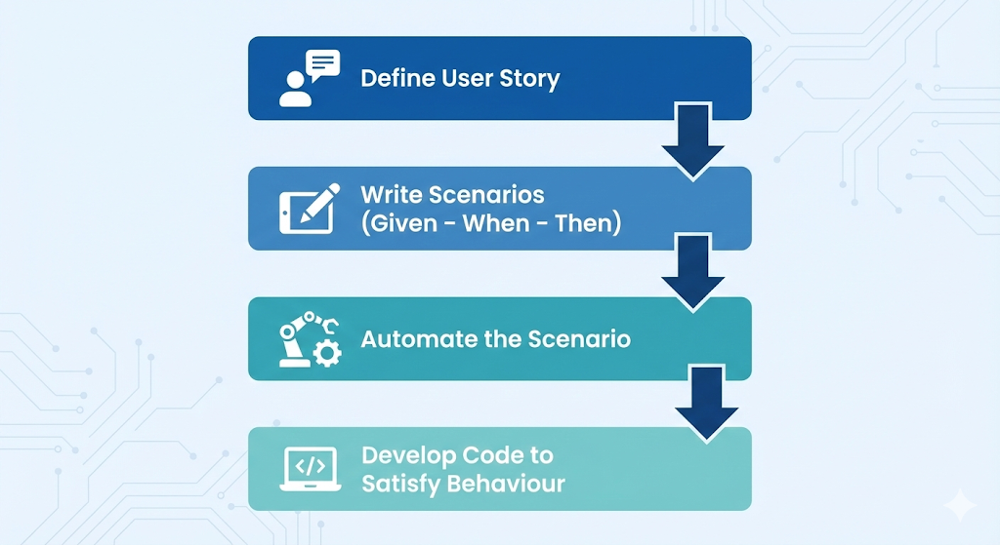 Define User Story
Write Scenarios
(Given - When - Then)
Automate the Scenario
</>
Develop Code to
Satisfy Behaviour